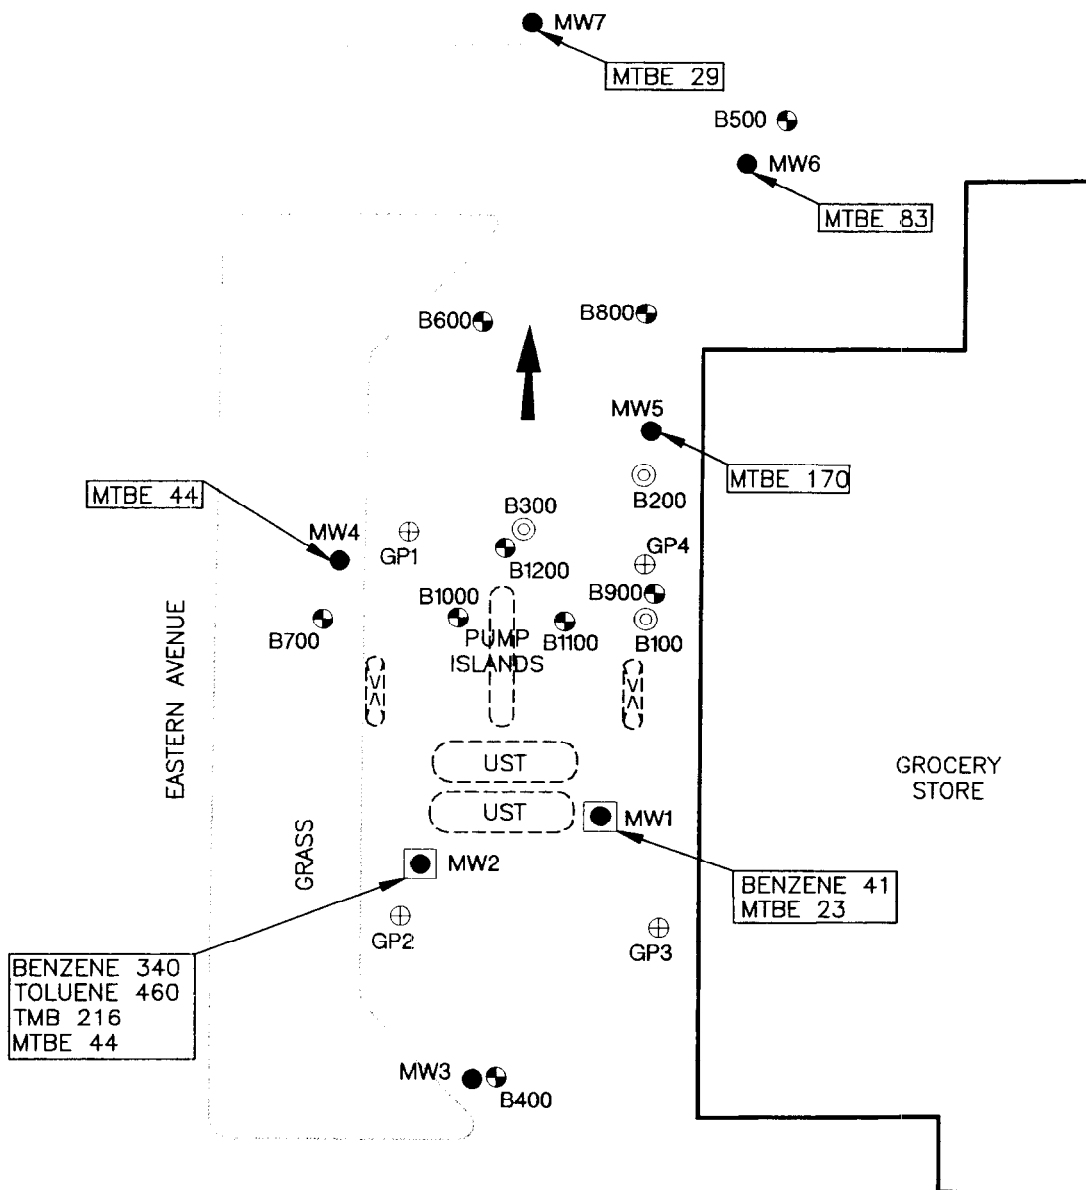 MW7
MTBE 29
B500
MW6
MTBE 83
B600
B800
MW5
MTBE 170
B200
MTBE 44
MW4
GP1
B300
B1200
GP4
B900
B1000
B700
B1100
B100
PUMP
ISLANDS
EASTERN AVENUE
UST
UST
GROCERY
STORE
MW1
GRASS
MW2
BENZENE 41
MTBE 23
GP2
GP3
BENZENE 340
TOLUENE 460
TMB 216
MTBE 44
MW3
B400